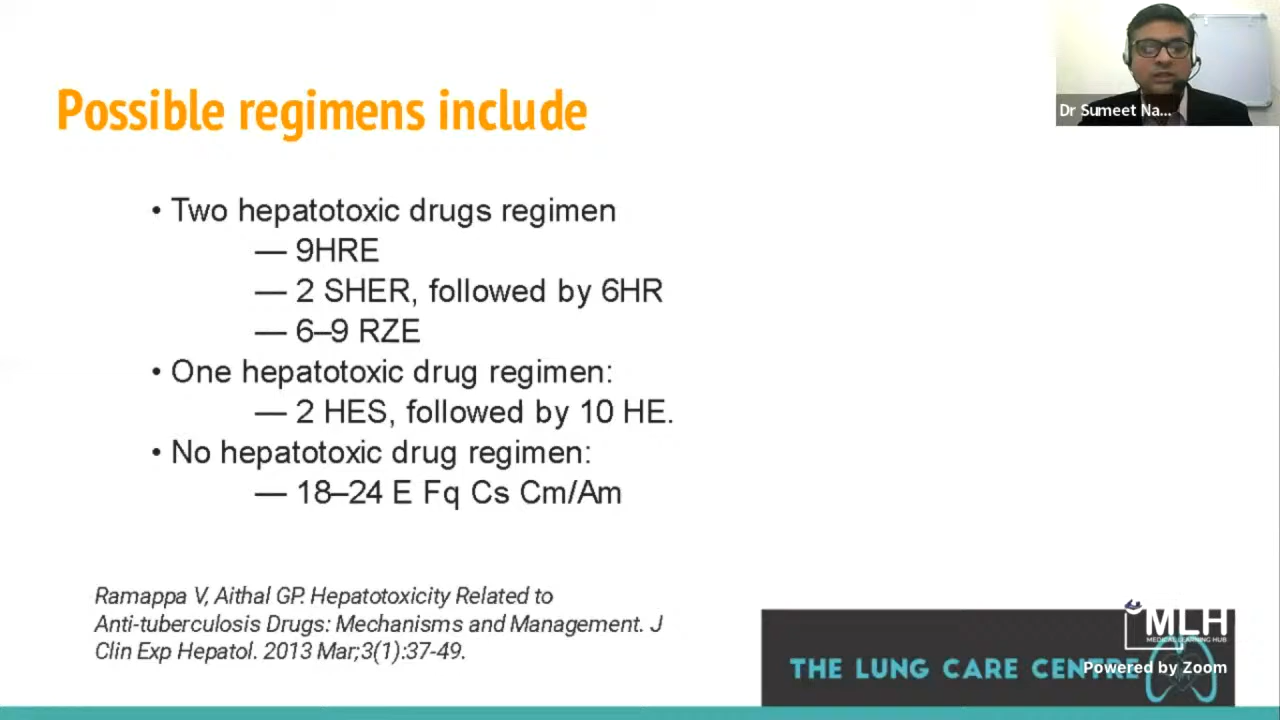 Possible regimens include
Dr Sumeet Na...
• Two hepatotoxic drugs regimen
— 9HRE
— 2 SHER, followed by 6HR
— 6–9 RZE
• One hepatotoxic drug regimen:
— 2 HES, followed by 10 HE.
• No hepatotoxic drug regimen:
— 18–24 E Fq Cs Cm/Am
Ramappa V, Aithal GP. Hepatotoxicity Related to
Anti-tuberculosis Drugs: Mechanisms and Management. J
Clin Exp Hepatol. 2013 Mar;3(1):37-49.
MLH
MEDICAL LEARNING HUB
THE LUNG CARE CENTRE
Powered by Zoom